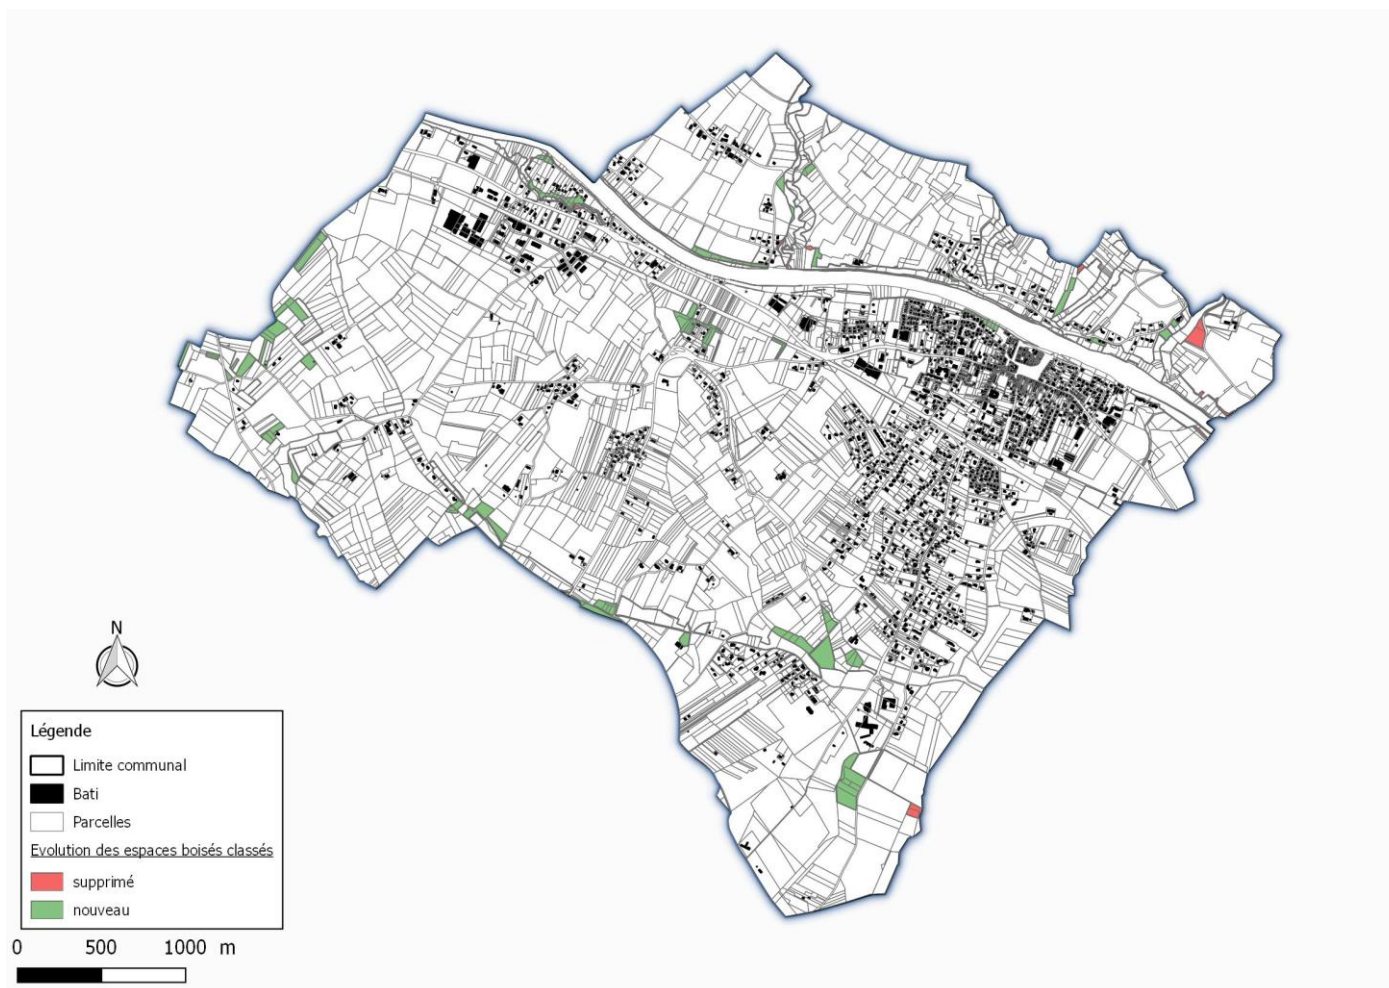 N
Légende
Limite communal
Bati
Parcelles
Evolution des espaces boisés classés
supprimé
nouveau
0 500 1000 m